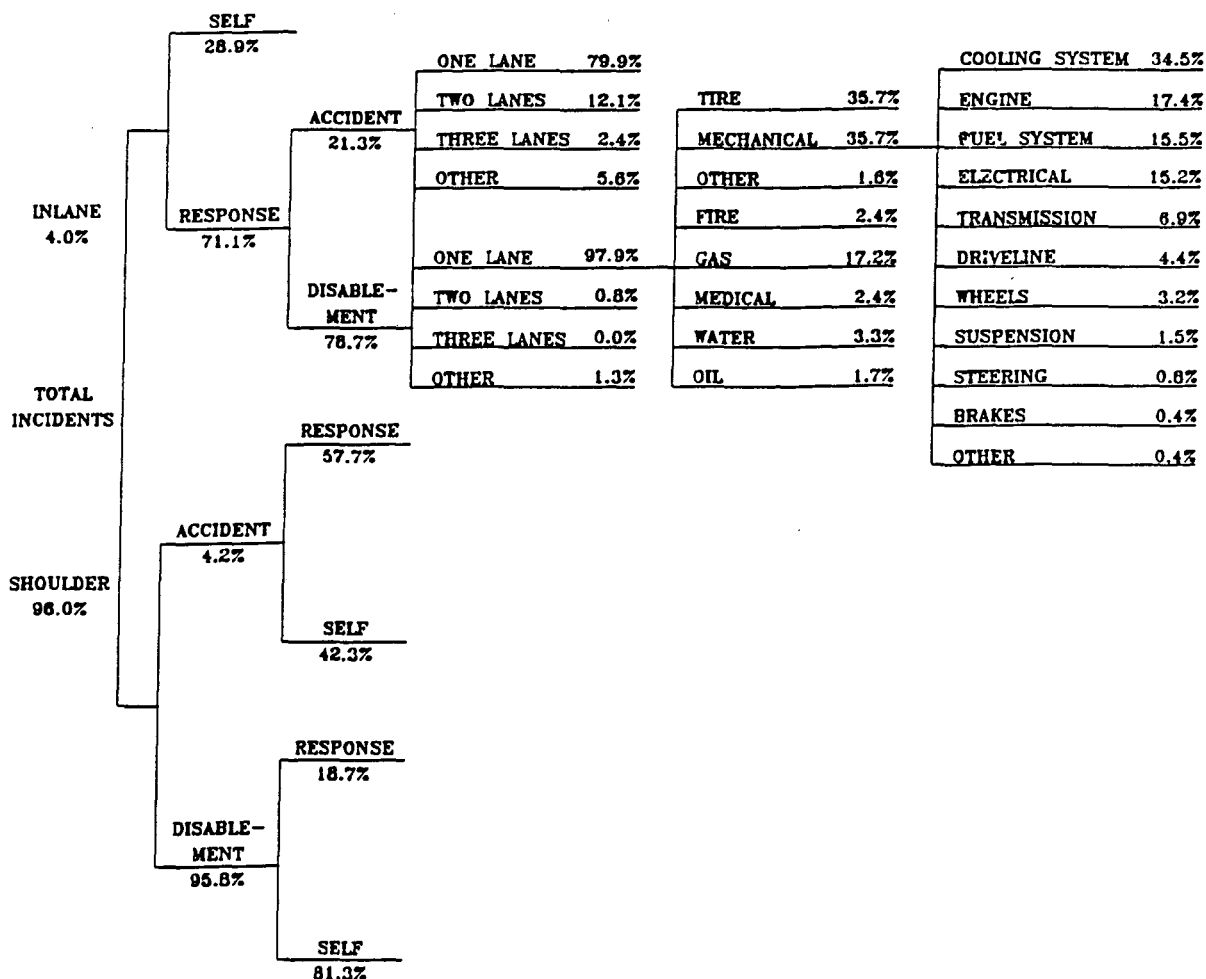 SELF
28.9%
INLANE
4.0%
RESPONSE
71.1%
ACCIDENT
21.3%
ONE LANE 79.9%
TWO LANES 12.1%
THREE LANES 2.4%
OTHER 5.6%
DISABLE-
MENT
78.7%
ONE LANE 97.9%
TWO LANES 0.8%
THREE LANES 0.0%
OTHER 1.3%
TIRE 35.7%
MECHANICAL 35.7%
OTHER 1.6%
FIRE 2.4%
GAS 17.2%
MEDICAL 2.4%
WATER 3.3%
OIL 1.7%
COOLING SYSTEM 34.5%
ENGINE 17.4%
FUEL SYSTEM 15.5%
ELECTRICAL 15.2%
TRANSMISSION 6.9%
DRIVELINE 4.4%
WHEELS 3.2%
SUSPENSION 1.5%
STEERING 0.6%
BRAKES 0.4%
OTHER 0.4%
TOTAL
INCIDENTS
SHOULDER
96.0%
ACCIDENT
4.2%
RESPONSE
57.7%
SELF
42.3%
DISABLE-
MENT
95.8%
RESPONSE
18.7%
SELF
81.3%